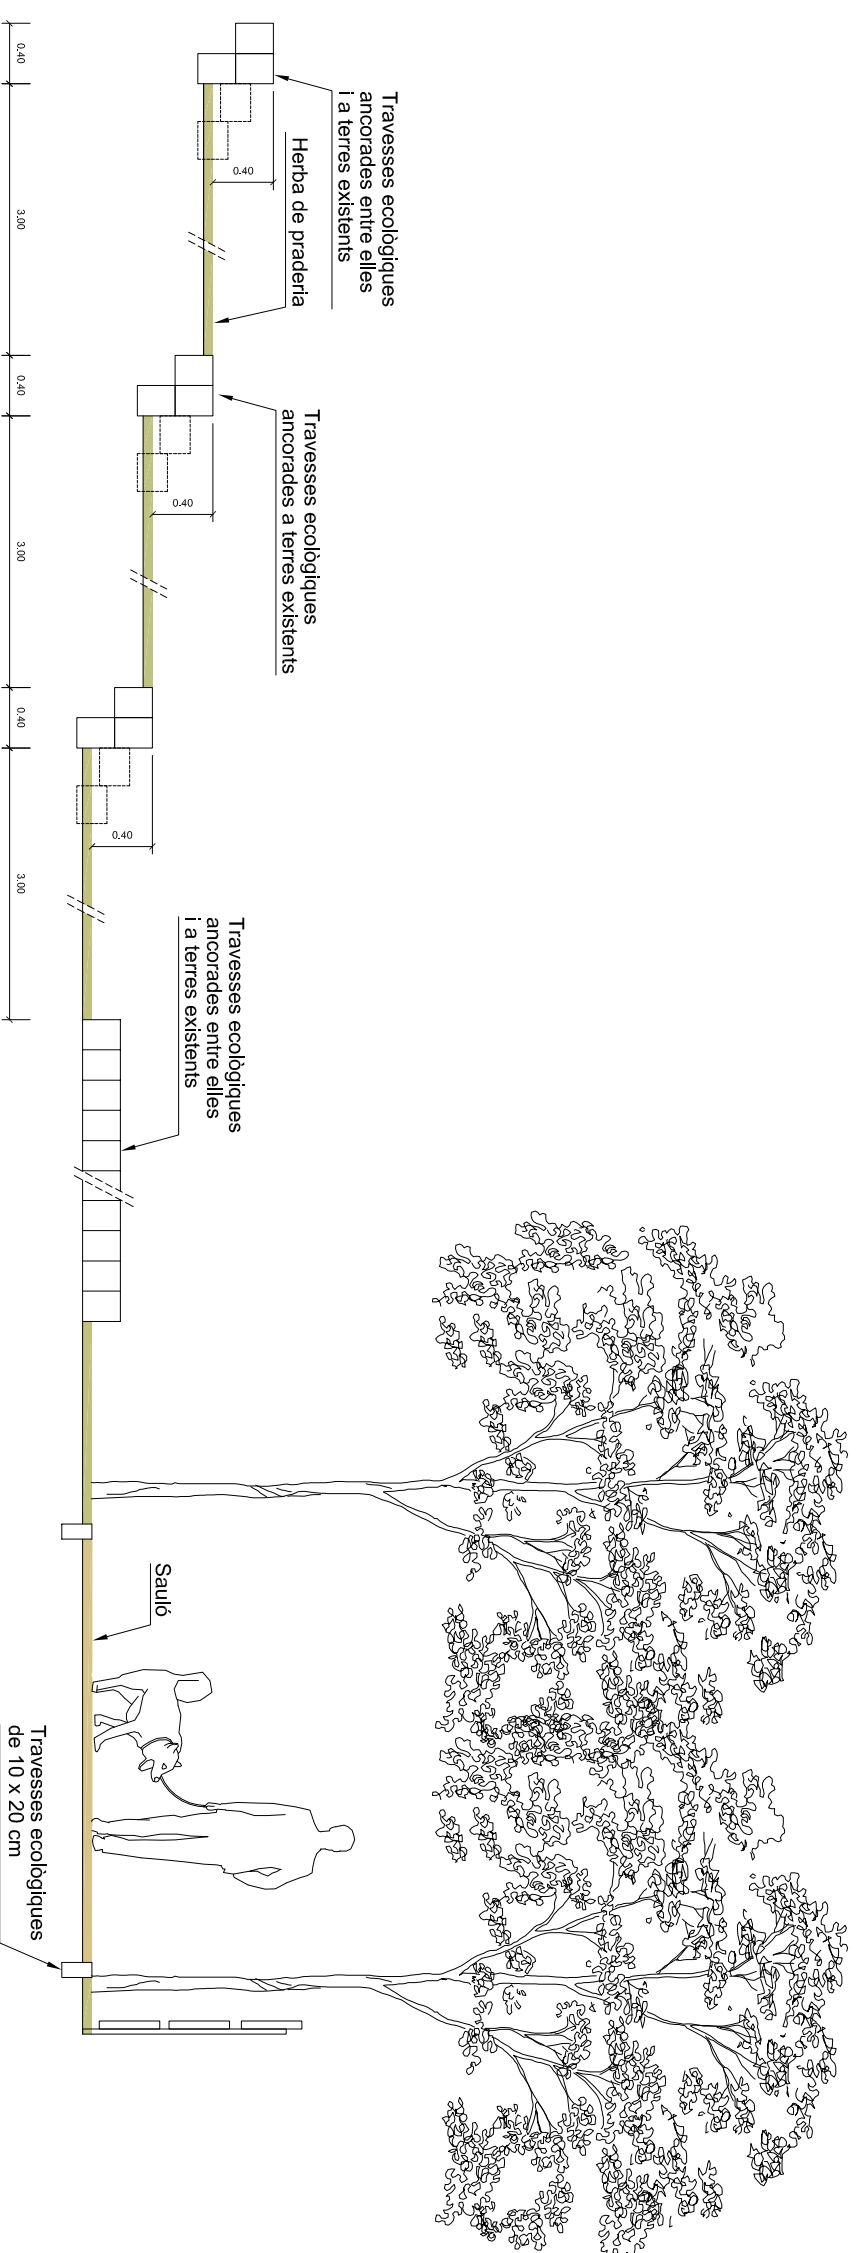 Travesses ecològiques
ancorades entre elles
i a terres existents
Herba de praderia
0.40
Travesses ecològiques
ancorades a terres existents
0.40
0.40
Travesses ecològiques
ancorades entre elles
i a terres existents
Sauló
Travesses ecològiques
de 10 x 20 cm
0.40
3.00
0.40
3.00
0.40
3.00